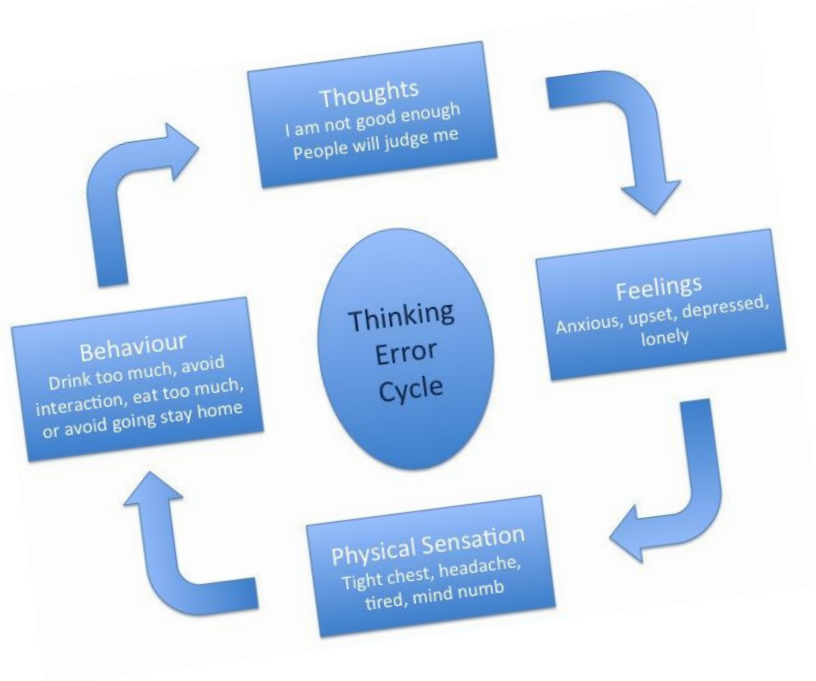 Thoughts
I am not good enough
People will judge me
Feelings
Anxious, upset, depressed,
lonely
Thinking
Error
Cycle
Behaviour
Drink too much, avoid
interaction, eat too much,
or avoid going stay home
Physical Sensation
Tight chest, headache,
tired, mind numb